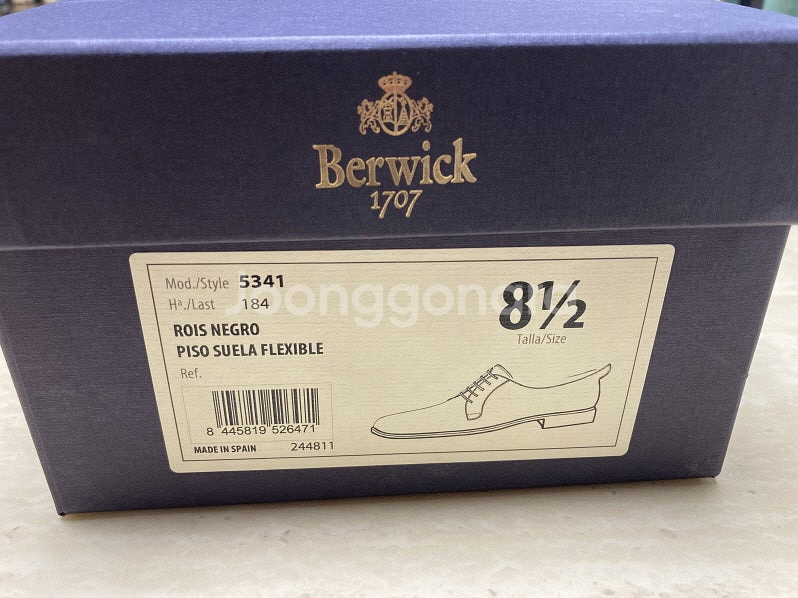 Berwick
1707
Mod./Style 5341
Hª./Last 184
ROIS NEGRO
PISO SUELA FLEXIBLE
Ref.
8 445819 526471
MADE IN SPAIN 244811
8½
Talla/Size